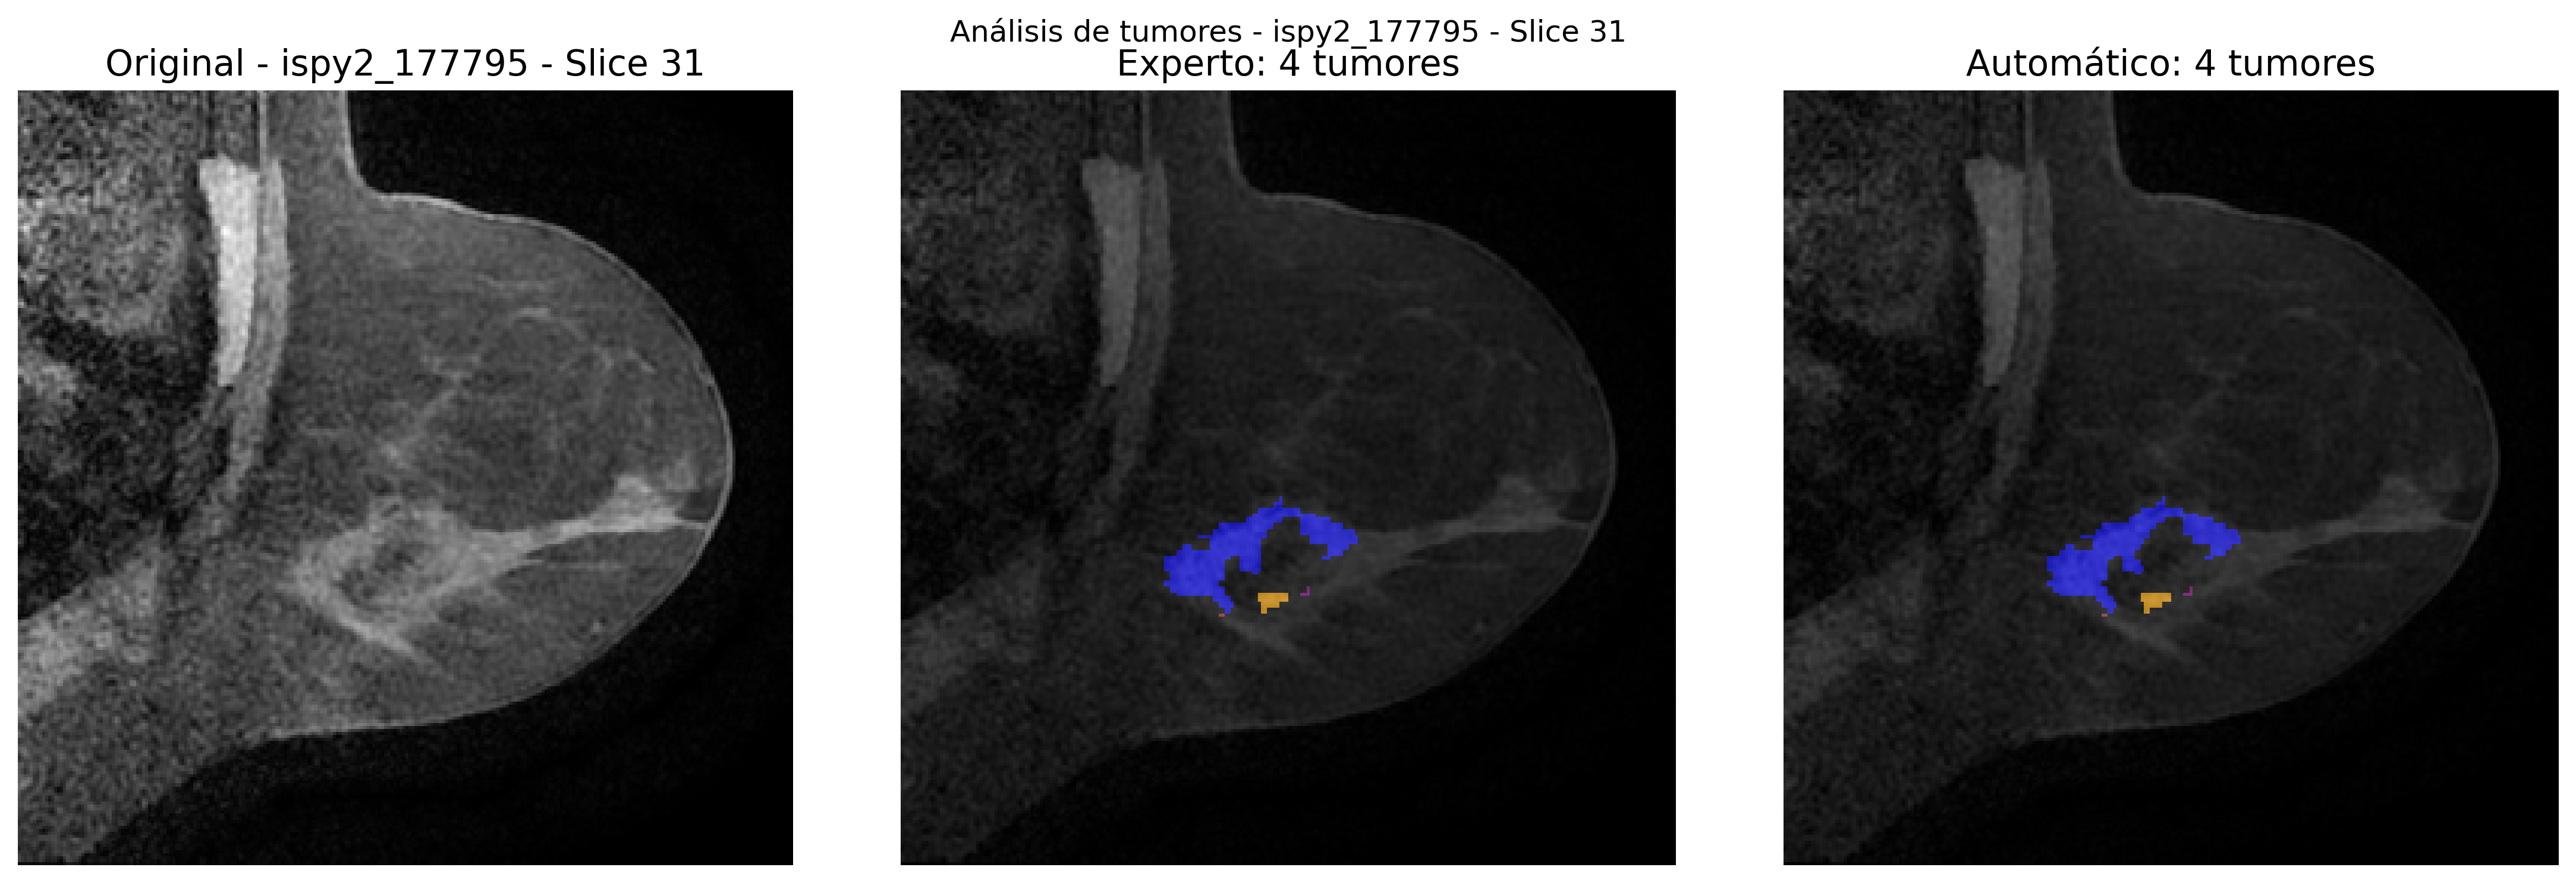 Análisis de tumores - ispy2_177795 - Slice 31
Original - ispy2_177795 - Slice 31
Experto: 4 tumores
Automático: 4 tumores